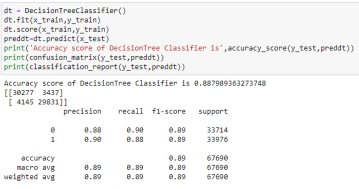 dt = DecisionTreeClassifier()
dt.fit(x_train,y_train)
dt.score(x_train,y_train)
preddt=dt.predict(x_test)
print('Accuracy score of DecisionTree Classifier is',accuracy_score(y_test,preddt))
print(confusion_matrix(y_test,preddt))
print(classification_report(y_test,preddt))
Accuracy score of DecisionTree Classifier is 0.887989363273748
[[30277 3437]
[ 4145 29831]]
precision recall f1-score support
0 0.88 0.90 0.89 33714
1 0.90 0.88 0.89 33976
accuracy 0.89 67690
macro avg 0.89 0.89 0.89 67690
weighted avg 0.89 0.89 0.89 67690